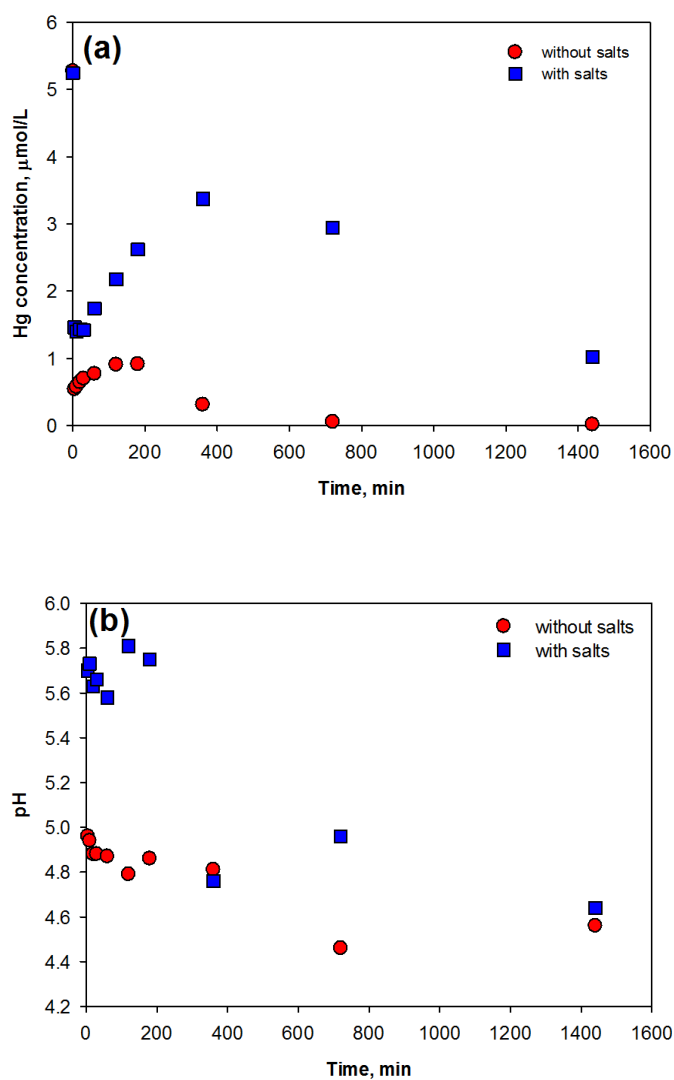 (a)
without salts
with salts
Hg concentration, μmol/L
6
5
4
3
2
1
0
0 200 400 600 800 1000 1200 1400 1600
Time, min
(b)
without salts
with salts
pH
6.0
5.8
5.6
5.4
5.2
5.0
4.8
4.6
4.4
4.2
0 200 400 600 800 1000 1200 1400 1600
Time, min